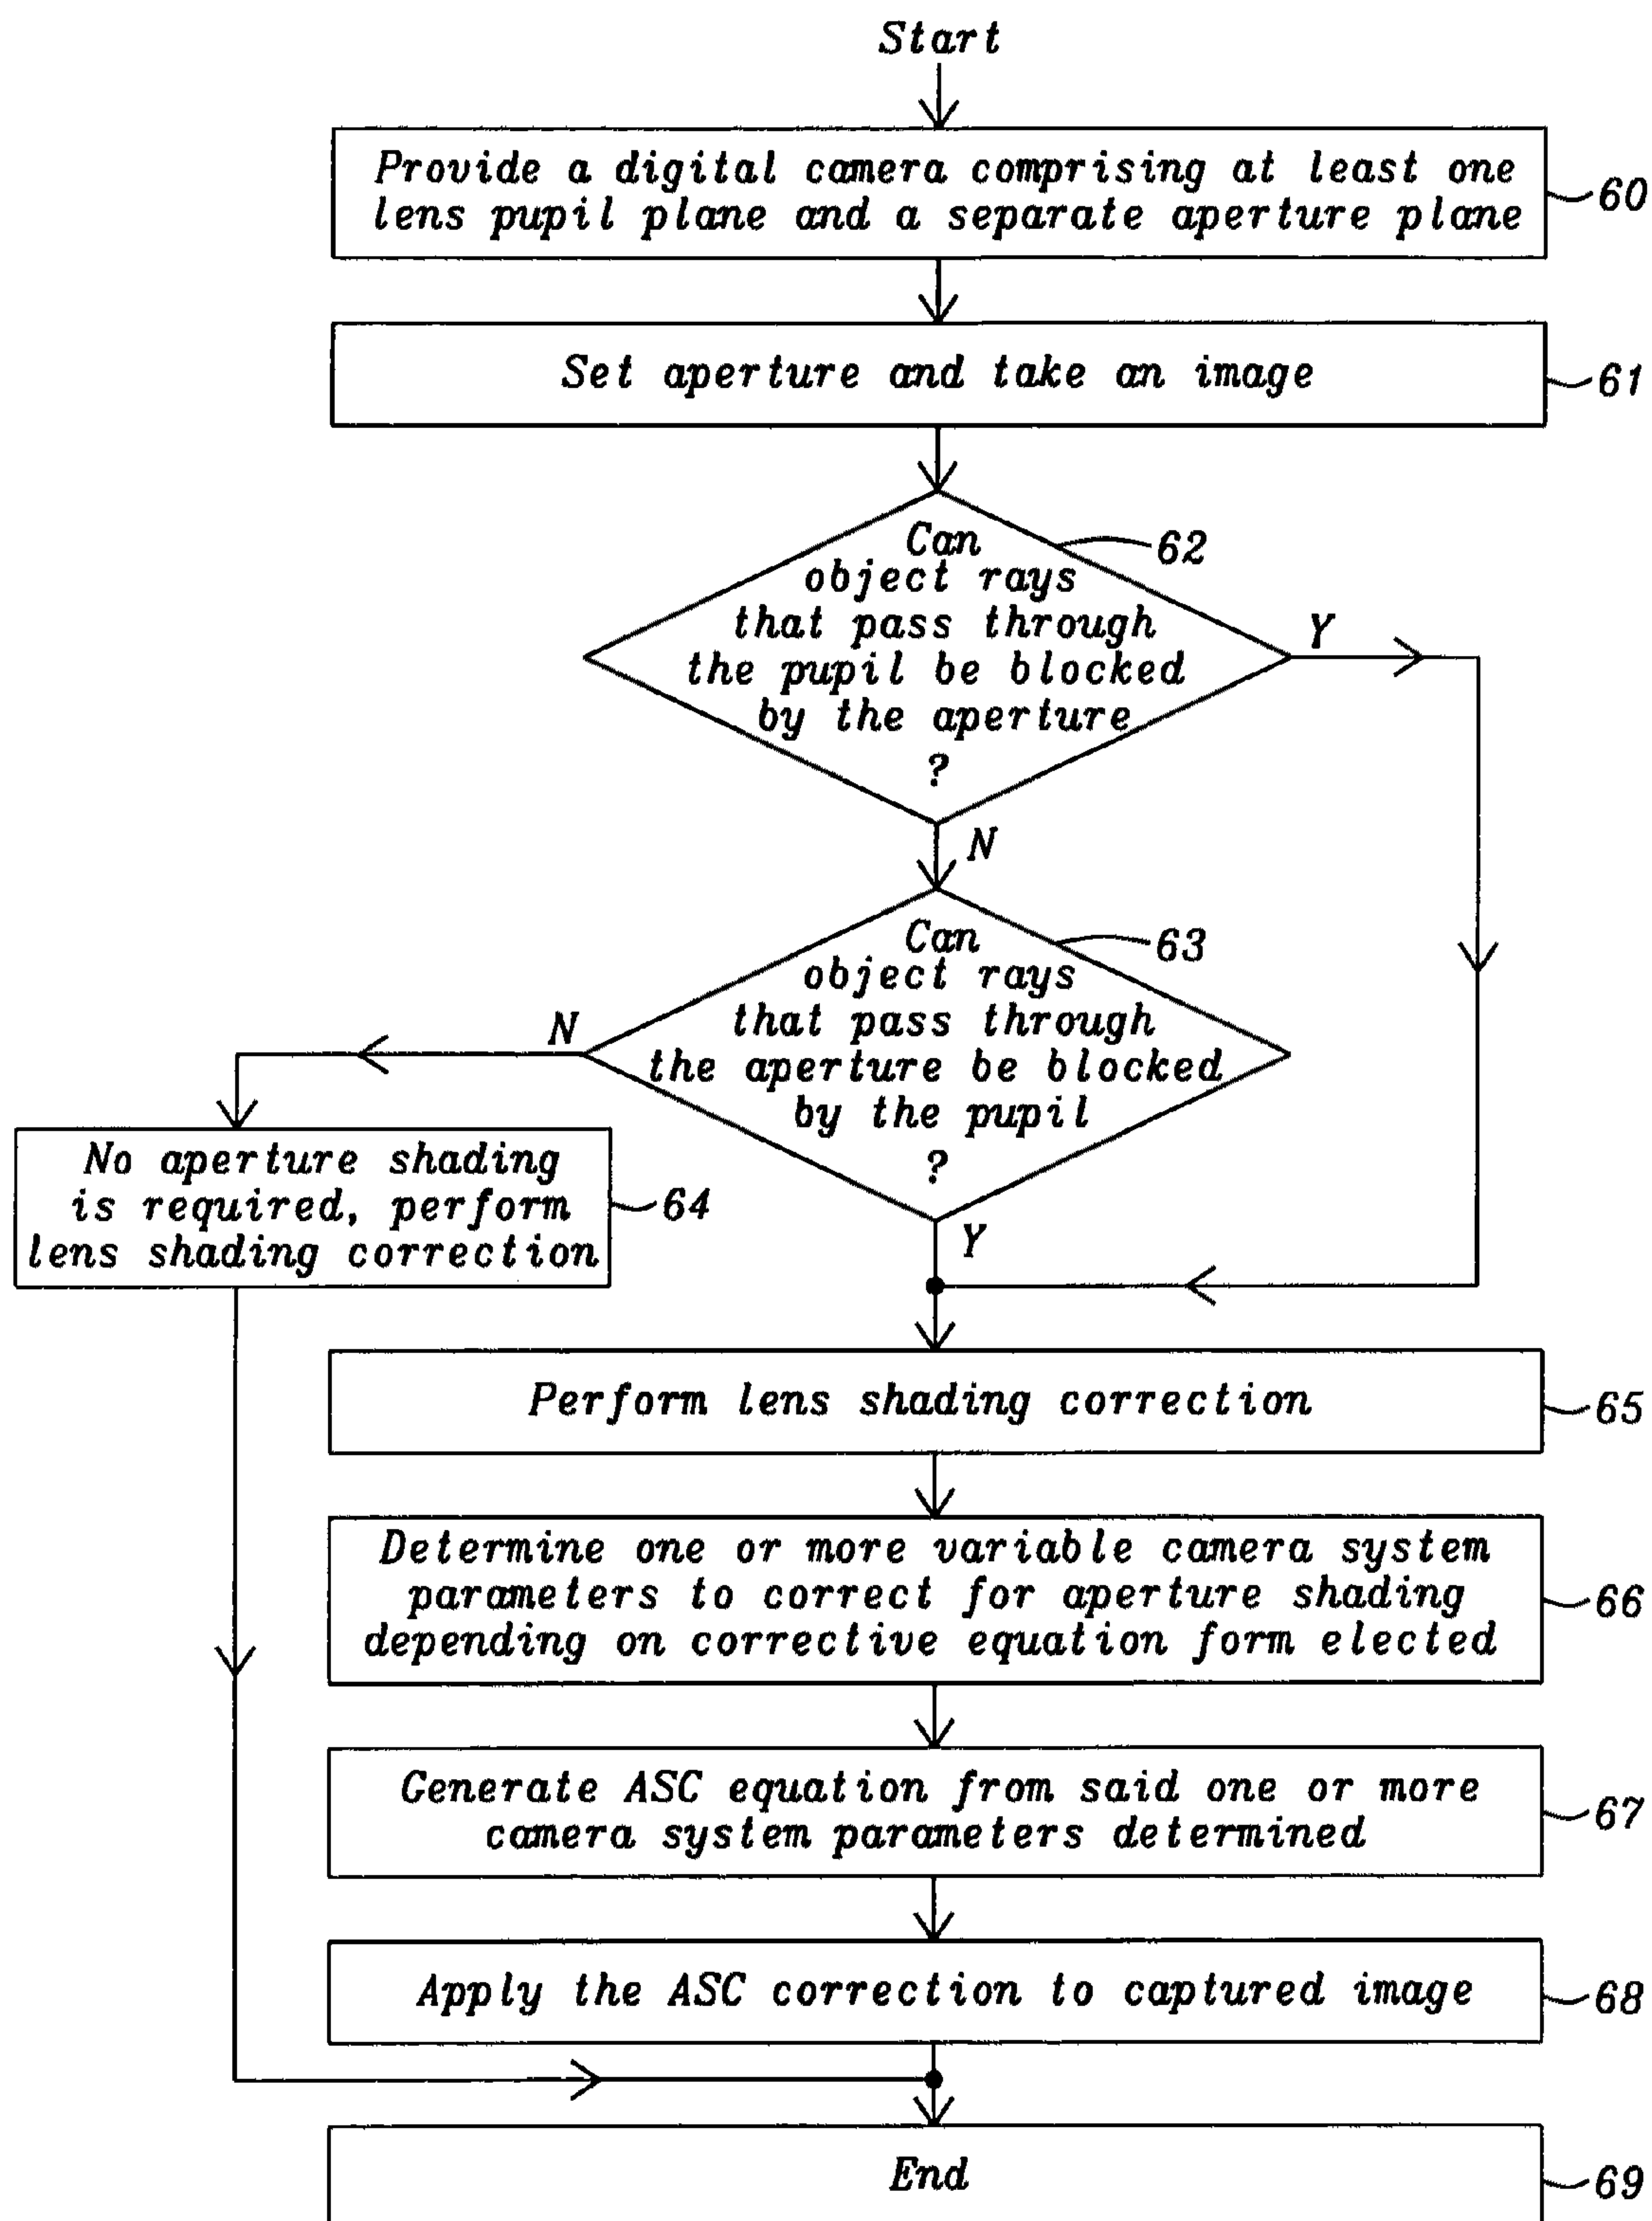 Start
Provide a digital camera comprising at least one
lens pupil plane and a separate aperture plane
60
Set aperture and take an image
61
Can
object rays
that pass through
the pupil be blocked
by the aperture
?
62
Y
N
Can
object rays
that pass through
the aperture be blocked
by the pupil
?
63
N
Y
No aperture shading
is required, perform
lens shading correction
64
Perform lens shading correction
65
Determine one or more variable camera system
parameters to correct for aperture shading
depending on corrective equation form elected
66
Generate ASC equation from said one or more
camera system parameters determined
67
Apply the ASC correction to captured image
68
End
69